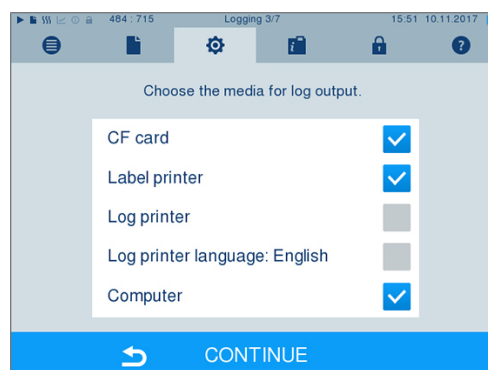 484 : 715 Logging 3/7 15:51 10.11.2017
Choose the media for log output.
CF card
Label printer
Log printer
Log printer language: English
Computer
CONTINUE